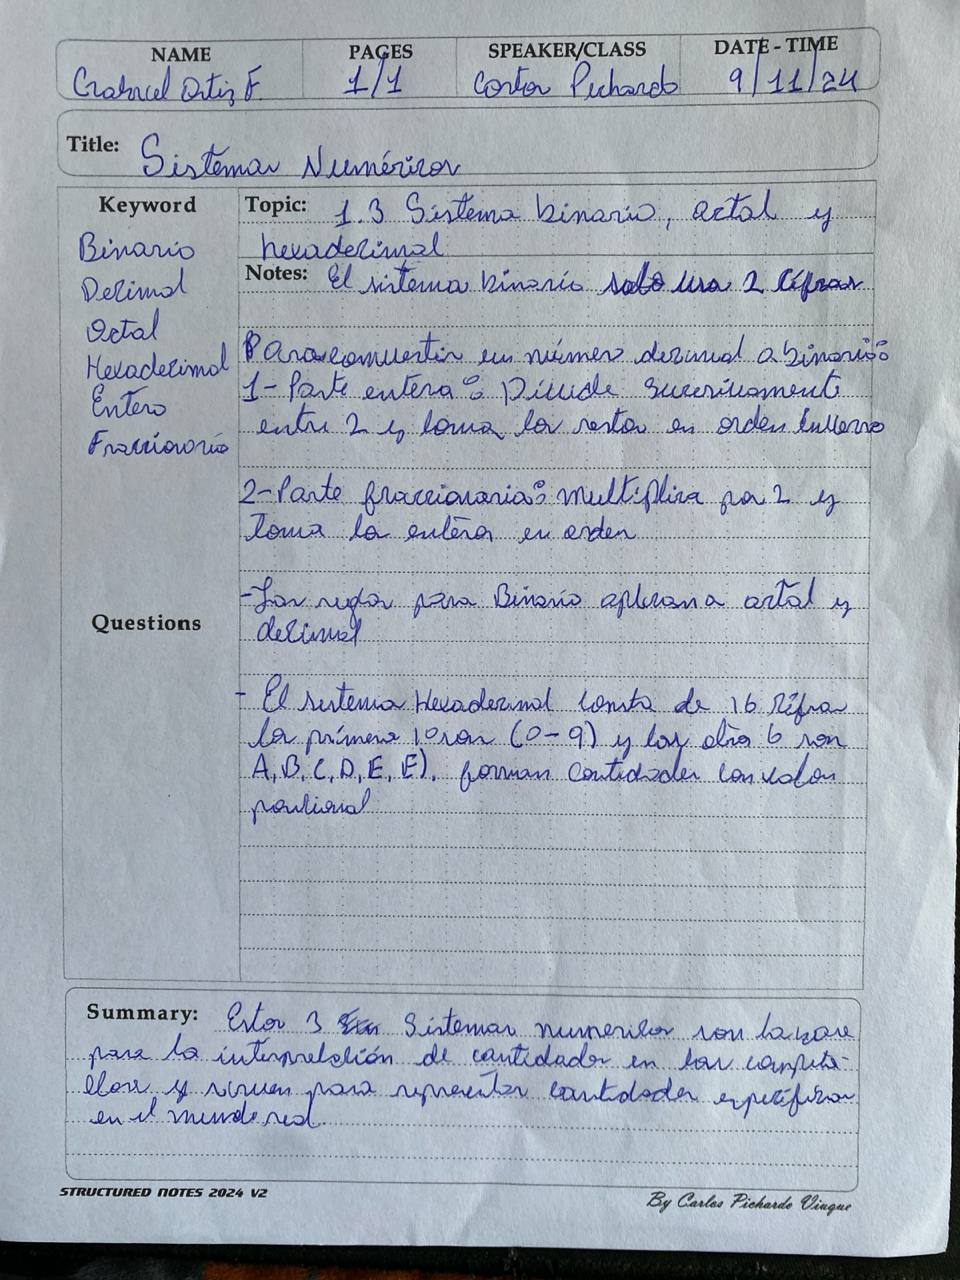 NAME PAGES SPEAKER/CLASS DATE - TIME
Gabriel Ortiz F. 1/1 Carlos Pichardo 9/11/24
Title: Sistemas Numéricos
Keyword
Binario
Decimal
Octal
Hexadecimal
Entero
Fraccionario
Questions
Topic: 1.3 Sistema binario, octal y
hexadecimal
Notes: El sistema binario solo usa 2 cifras
Para convertir un número decimal a binario:
1- Parte entera: Divide sucesivamente
entre 2 y toma los restos en orden inverso
2- Parte fraccionaria: multiplica por 2 y
toma la entera en orden
- Las reglas para Binario aplican a octal y
decimal
- El sistema Hexadecimal consta de 16 cifras
las primera 10 son (0-9) y las otra 6 son
A, B, C, D, E, E), forman cantidades con valor
posicional
Summary: Estos 3 Sistemas numericos son la base
para la interpretación de cantidades en las computa-
doras y sirven para representar cantidades especificas
en el mundo real.
STRUCTURED NOTES 2024 V2
By Carlos Pichardo Viuque